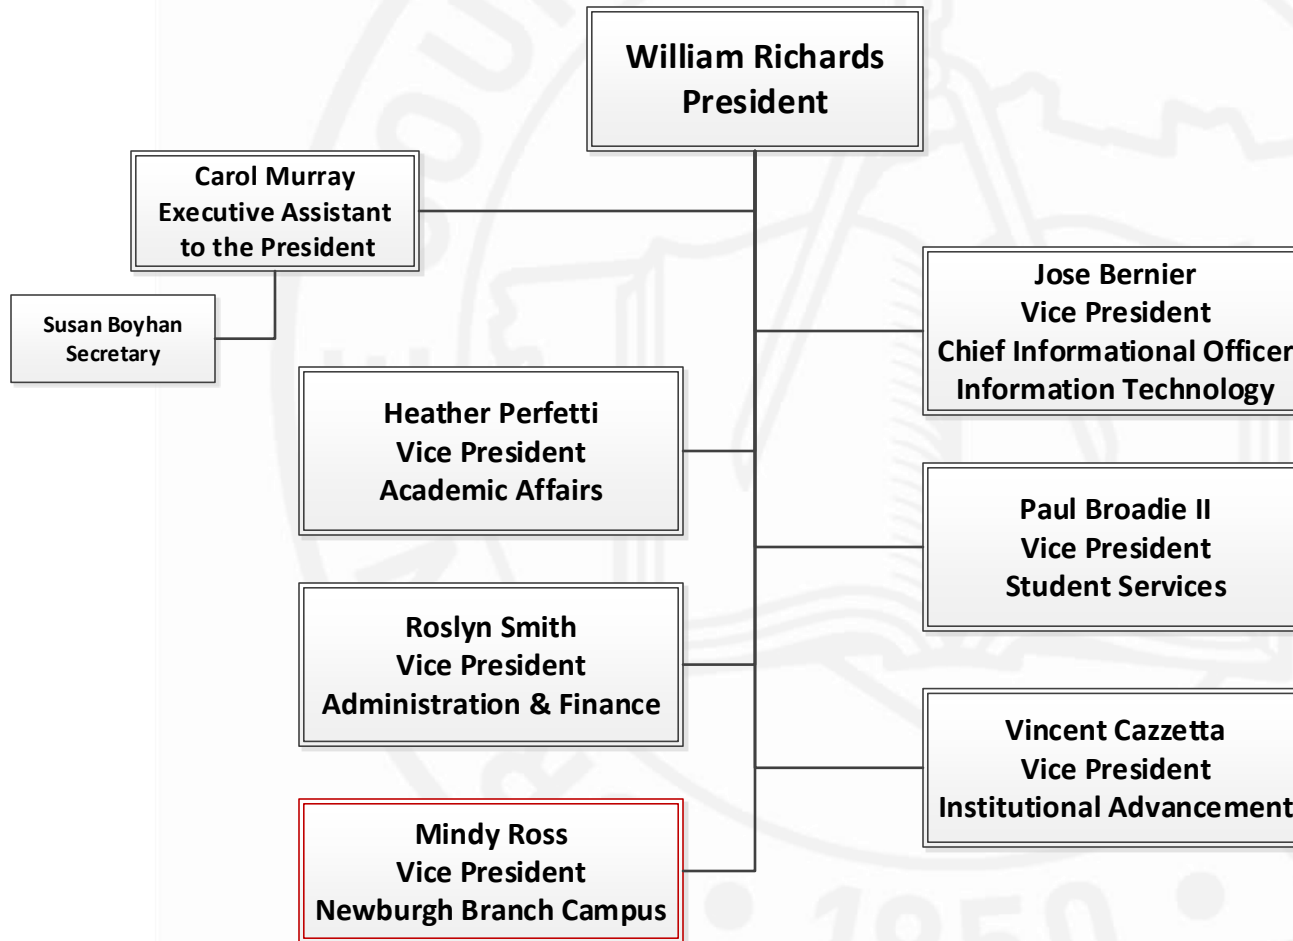 William Richards
President
Carol Murray
Executive Assistant
to the President
Susan Boyhan
Secretary
Jose Bernier
Vice President
Chief Informational Officer
Information Technology
Heather Perfetti
Vice President
Academic Affairs
Paul Broadie II
Vice President
Student Services
Roslyn Smith
Vice President
Administration & Finance
Vincent Cazzetta
Vice President
Institutional Advancement
Mindy Ross
Vice President
Newburgh Branch Campus
1950